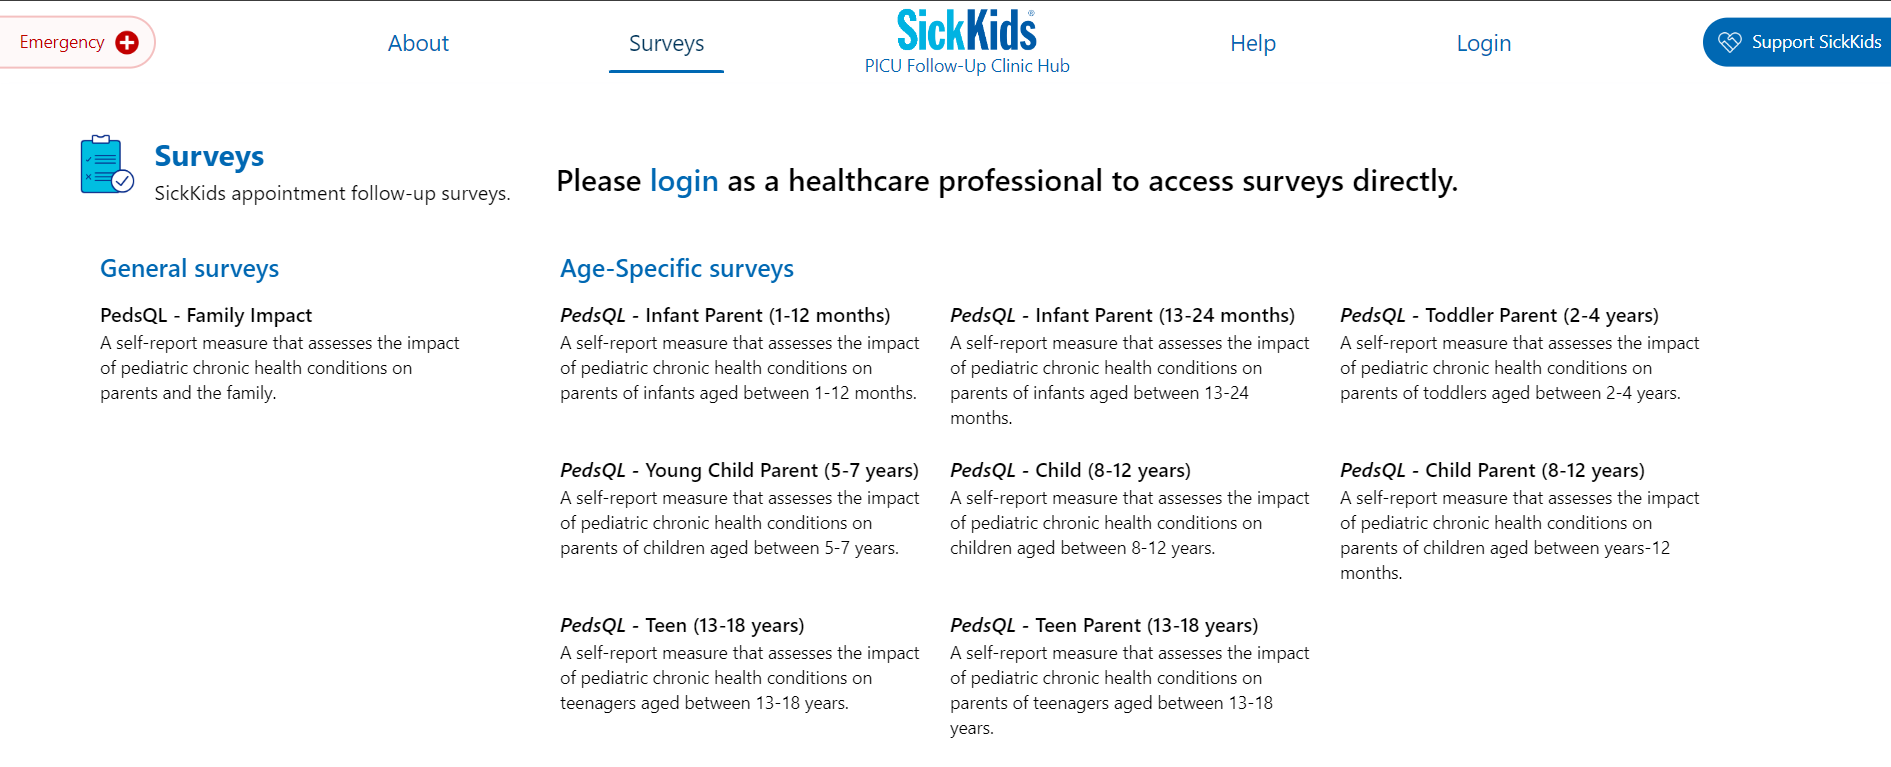 Emergency
About
Surveys
SickKids®
PICU Follow-Up Clinic Hub
Help
Login
Support SickKids
Surveys
SickKids appointment follow-up surveys.
Please login as a healthcare professional to access surveys directly.
General surveys
PedsQL - Family Impact
A self-report measure that assesses the impact
of pediatric chronic health conditions on
parents and the family.
Age-Specific surveys
PedsQL - Infant Parent (1-12 months)
A self-report measure that assesses the impact
of pediatric chronic health conditions on
parents of infants aged between 1-12 months.
PedsQL - Infant Parent (13-24 months)
A self-report measure that assesses the impact
of pediatric chronic health conditions on
parents of infants aged between 13-24
months.
PedsQL - Toddler Parent (2-4 years)
A self-report measure that assesses the impact
of pediatric chronic health conditions on
parents of toddlers aged between 2-4 years.
PedsQL - Young Child Parent (5-7 years)
A self-report measure that assesses the impact
of pediatric chronic health conditions on
parents of children aged between 5-7 years.
PedsQL - Child (8-12 years)
A self-report measure that assesses the impact
of pediatric chronic health conditions on
children aged between 8-12 years.
PedsQL - Child Parent (8-12 years)
A self-report measure that assesses the impact
of pediatric chronic health conditions on
parents of children aged between years-12
months.
PedsQL - Teen (13-18 years)
A self-report measure that assesses the impact
of pediatric chronic health conditions on
teenagers aged between 13-18 years.
PedsQL - Teen Parent (13-18 years)
A self-report measure that assesses the impact
of pediatric chronic health conditions on
parents of teenagers aged between 13-18
years.